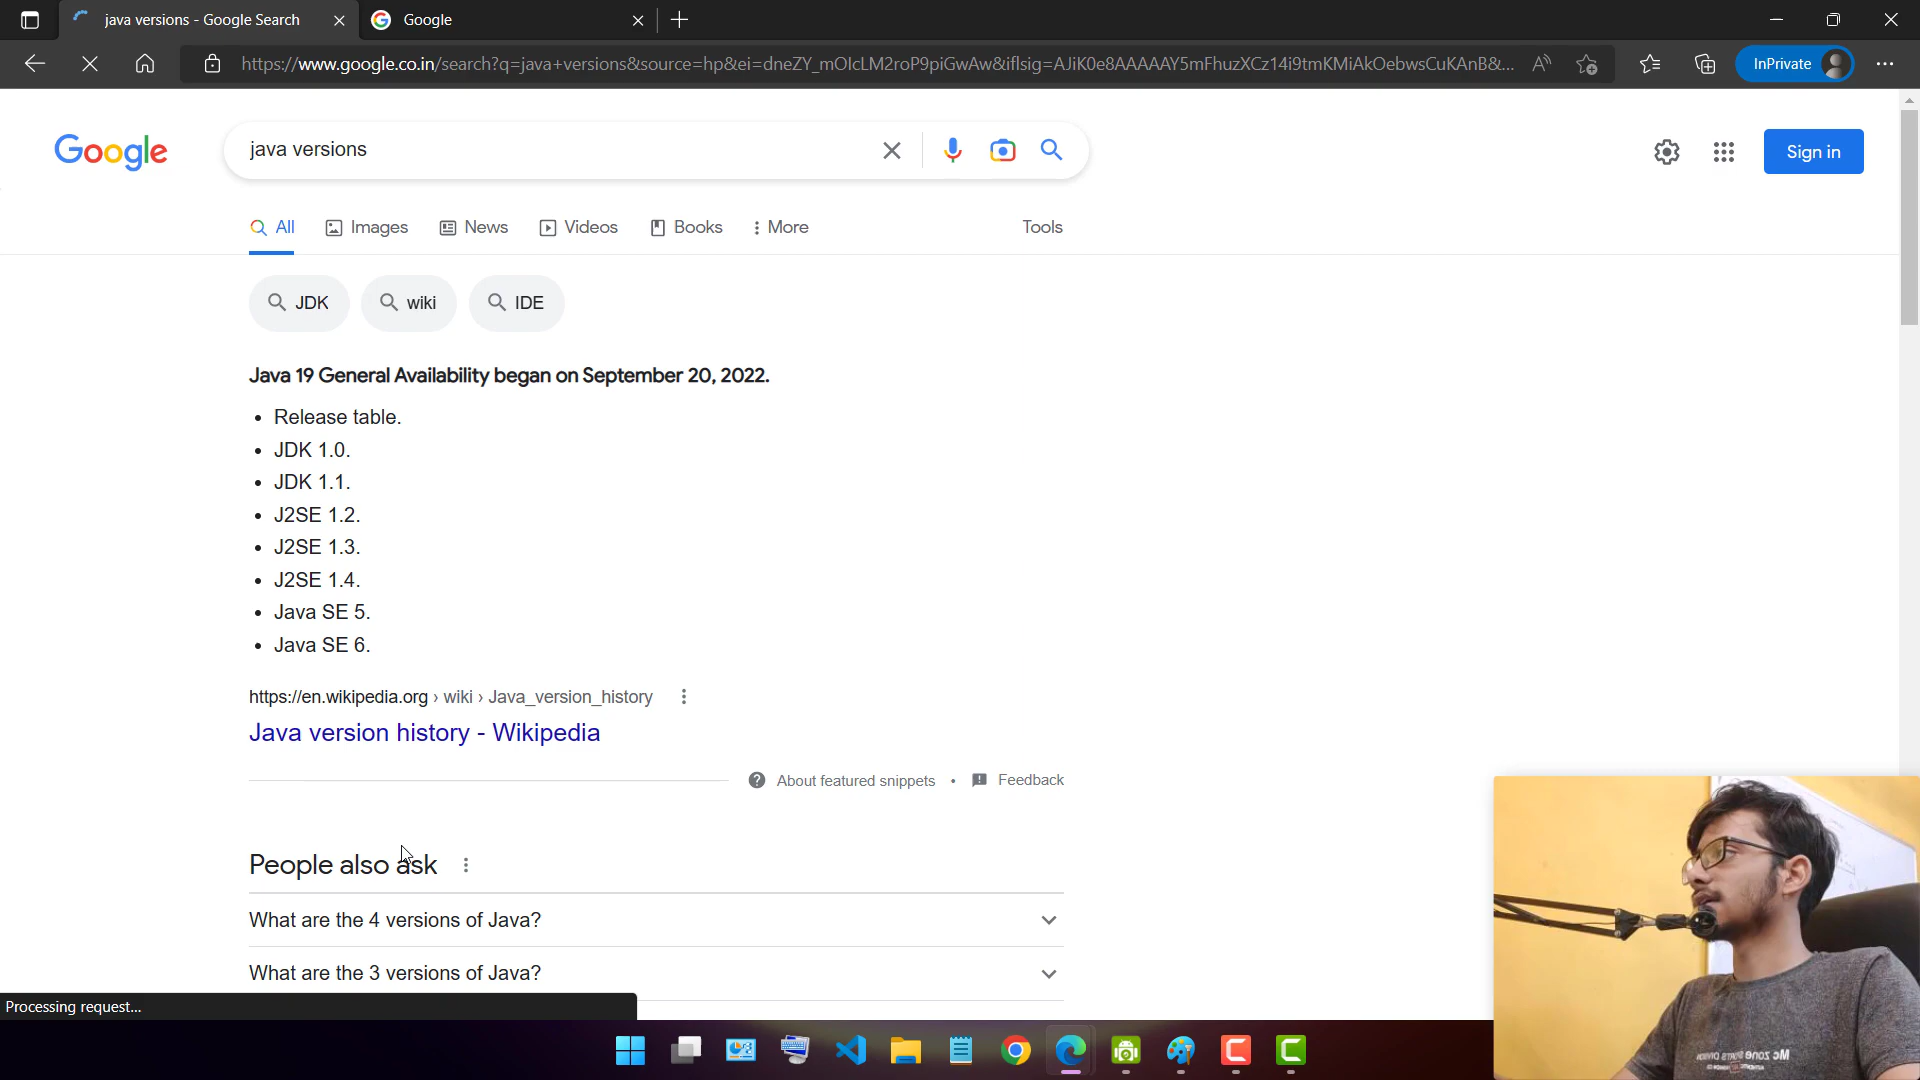 java versions - Google Search
Google
https://www.google.co.in/search?q=java+versions&source=hp&ei=dneZY_mOIcLM2roP9piGwAw&iflsig=AJiK0e8AAAAAY5mFhuzXCz14i9tmKMiAkOebwsCuKAnB&...
InPrivate
Google
java versions
Sign in
All
Images
News
Videos
Books
More
Tools
JDK
wiki
IDE
Java 19 General Availability began on September 20, 2022.
• Release table.
• JDK 1.0.
• JDK 1.1.
• J2SE 1.2.
• J2SE 1.3.
• J2SE 1.4.
• Java SE 5.
• Java SE 6.
https://en.wikipedia.org › wiki › Java_version_history
Java version history - Wikipedia
About featured snippets • Feedback
People also ask
What are the 4 versions of Java?
What are the 3 versions of Java?
Processing request...